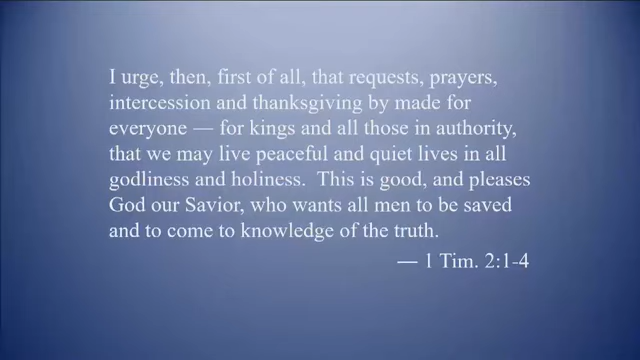 I urge, then, first of all, that requests, prayers,
intercession and thanksgiving by made for
everyone — for kings and all those in authority,
that we may live peaceful and quiet lives in all
godliness and holiness.  This is good, and pleases
God our Savior, who wants all men to be saved
and to come to knowledge of the truth.
— 1 Tim. 2:1-4